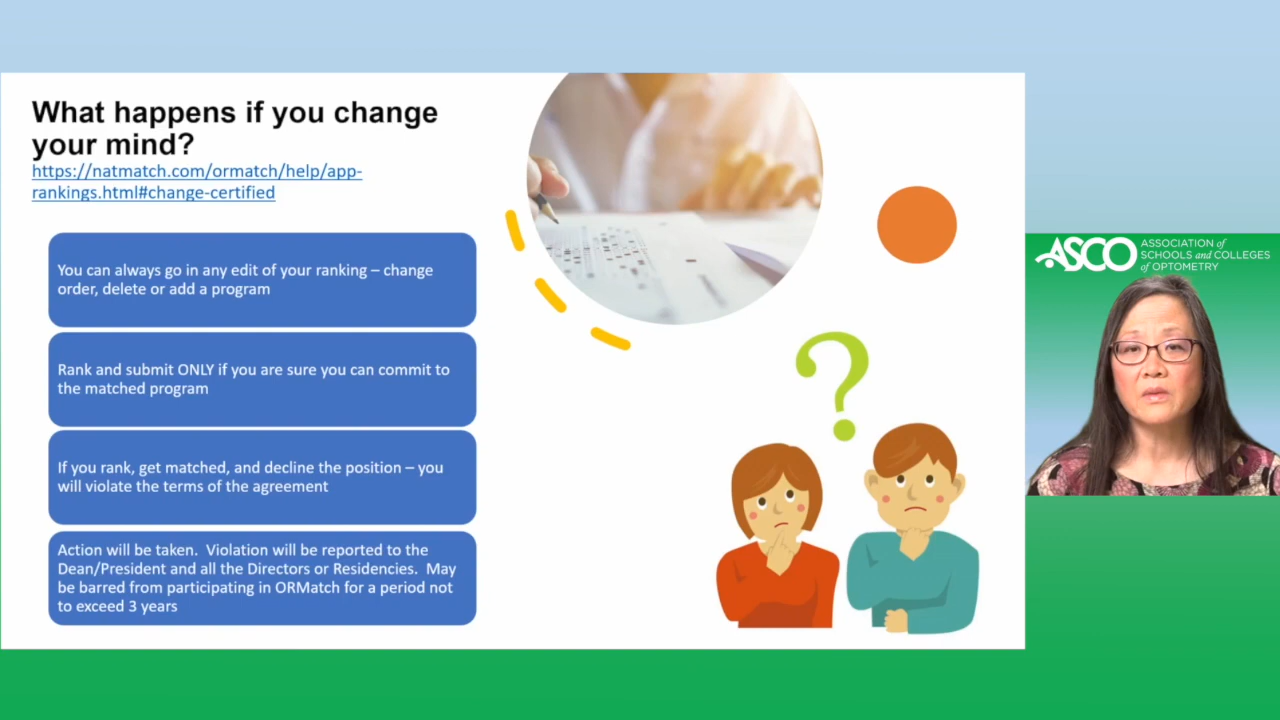 What happens if you change
your mind?
https://natmatch.com/ormatch/help/app-
rankings.html#change-certified
You can always go in any edit of your ranking – change
order, delete or add a program
Rank and submit ONLY if you are sure you can commit to
the matched program
If you rank, get matched, and decline the position – you
will violate the terms of the agreement
Action will be taken.  Violation will be reported to the
Dean/President and all the Directors or Residencies.  May
be barred from participating in ORMatch for a period not
to exceed 3 years
?
ASCO
ASSOCIATION of
SCHOOLS and COLLEGES
of OPTOMETRY